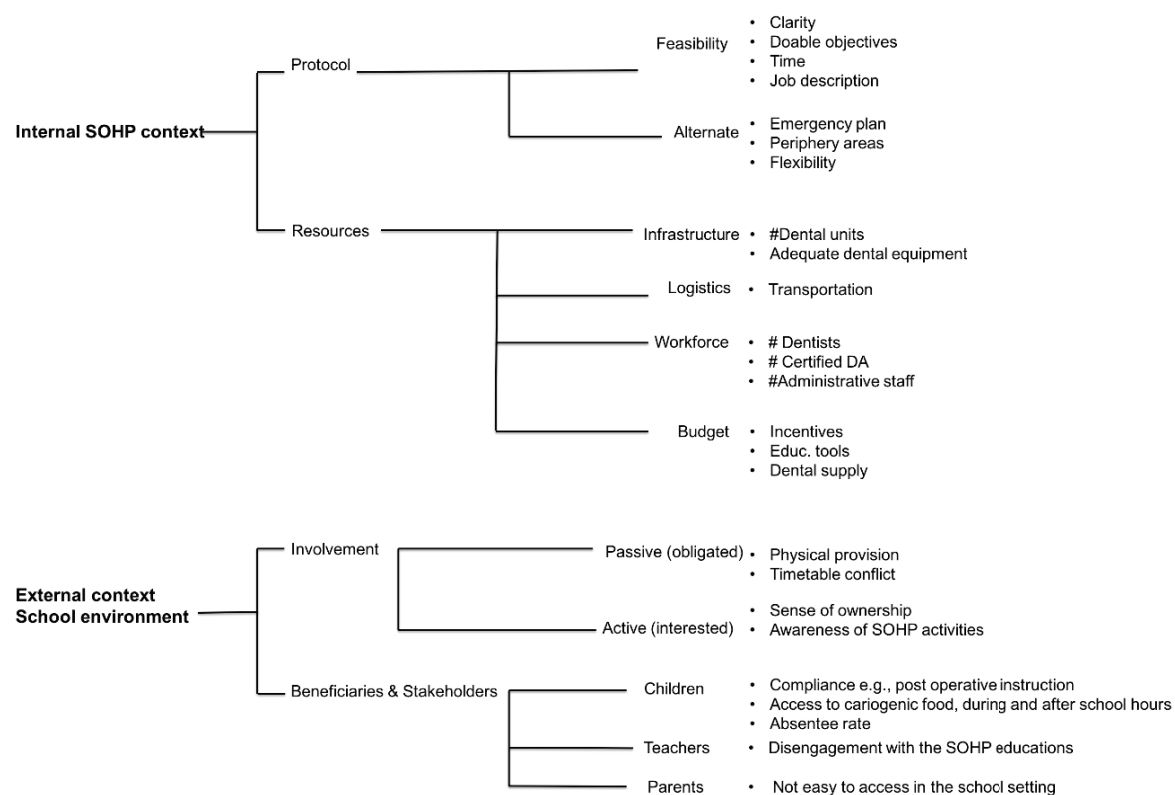 Internal SOHP context
Protocol
Feasibility
• Clarity
• Doable objectives
• Time
• Job description
Alternate
• Emergency plan
• Periphery areas
• Flexibility
Resources
Infrastructure
• #Dental units
• Adequate dental equipment
Logistics
• Transportation
Workforce
• # Dentists
• # Certified DA
• #Administrative staff
Budget
• Incentives
• Educ. tools
• Dental supply
External context
School environment
Involvement
Passive (obligated)
• Physical provision
• Timetable conflict
Active (interested)
• Sense of ownership
• Awareness of SOHP activities
Beneficiaries & Stakeholders
Children
• Compliance e.g., post operative instruction
• Access to cariogenic food, during and after school hours
• Absentee rate
Teachers
• Disengagement with the SOHP educations
Parents
• Not easy to access in the school setting